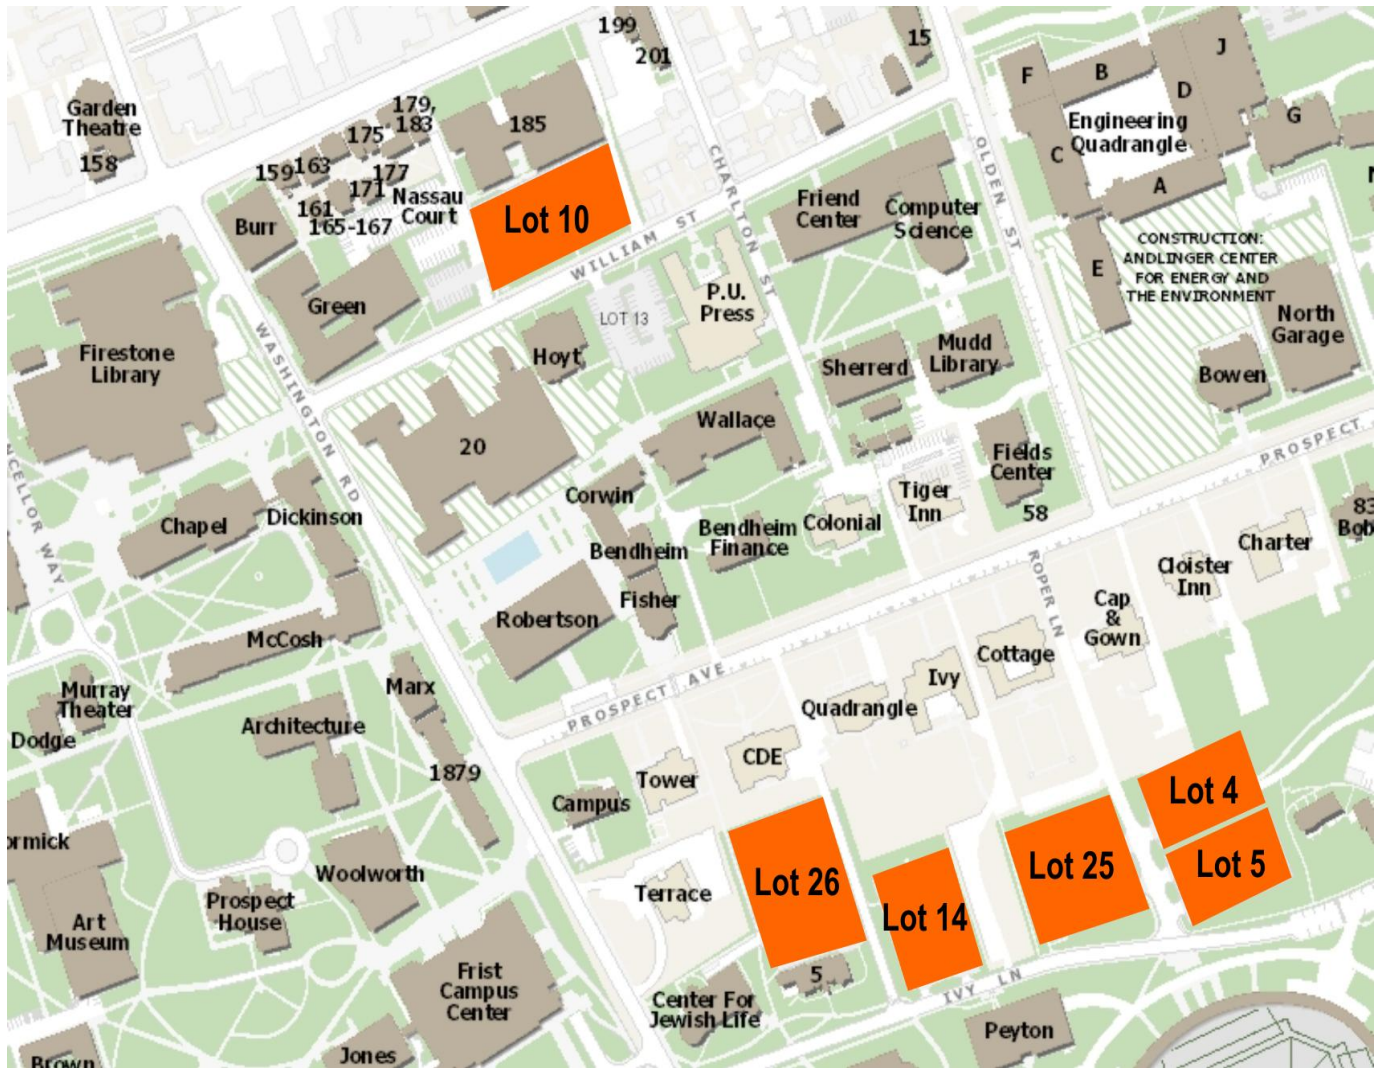 199
201
15
J
B
F
D
G
Garden
Theatre
158
179,
183
175
185
Engineering
Quadrangle
C
A
159
163
177
171
161
165-167
Nassau
Court
Burr
Lot 10
WILLIAM ST
CHARLTON ST
OLDEN ST
Friend
Center
Computer
Science
CONSTRUCTION:
ANDLINGER CENTER
FOR ENERGY AND
THE ENVIRONMENT
E
North
Garage
Bowen
Green
P.U.
Press
LOT 13
Hoyt
Firestone
Library
WASHINGTON RD
Sherrerd
Mudd
Library
Wallace
20
Fields
Center
58
PROSPECT
Corwin
Tiger
Inn
Colonial
Bendheim
Finance
Bendheim
Fisher
Chapel
Dickinson
NCELLOR WAY
Robertson
McCosh
83
Bob
Charter
Cloister
Inn
ROPER LN
Cap
&
Gown
Cottage
Ivy
Quadrangle
PROSPECT AVE
Marx
Murray
Theater
Dodge
Architecture
1879
CDE
Tower
Campus
Lot 4
Lot 5
Lot 25
Lot 26
Lot 14
ormick
Woolworth
Terrace
Prospect
House
Art
Museum
5
IVY LN
Frist
Campus
Center
Center For
Jewish Life
Peyton
Jones
Brown